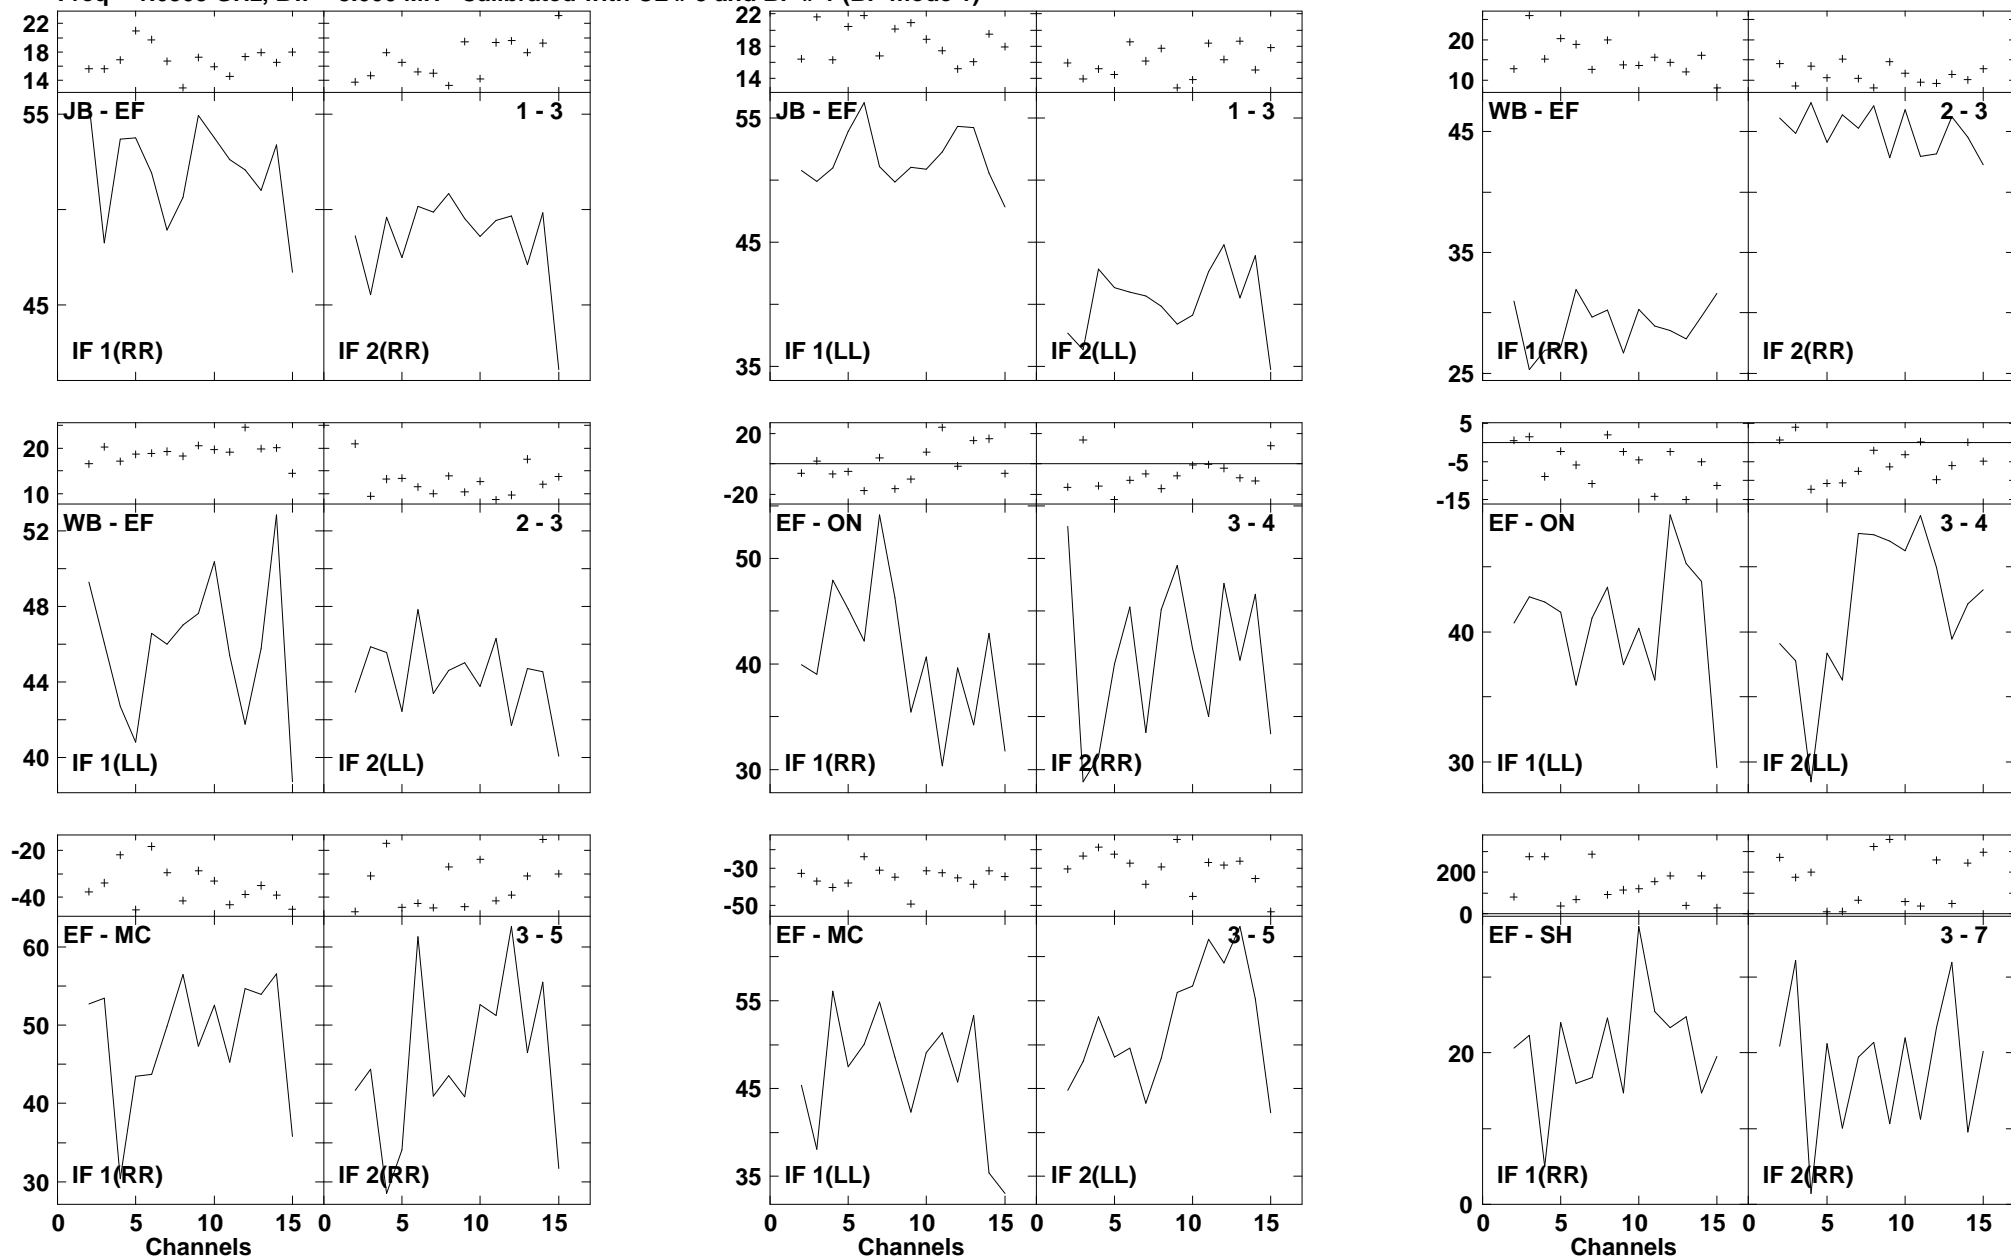 22
18
14
JB - EF
1 - 3
55
45
IF 1(RR)
IF 2(RR)
22
18
14
JB - EF
1 - 3
55
45
35
IF 1(LL)
IF 2(LL)
20
10
WB - EF
2 - 3
45
35
25
IF 1(RR)
IF 2(RR)
20
10
WB - EF
2 - 3
52
48
44
40
IF 1(LL)
IF 2(LL)
20
-20
EF - ON
3 - 4
50
40
30
IF 1(RR)
IF 2(RR)
5
-5
-15
EF - ON
3 - 4
40
30
IF 1(LL)
IF 2(LL)
-20
-40
EF - MC
3 - 5
60
50
40
30
IF 1(RR)
IF 2(RR)
0 5 10 15 0 5 10 15
Channels
-30
-50
EF - MC
3 - 5
55
45
35
IF 1(LL)
IF 2(LL)
0 5 10 15 0 5 10 15
Channels
200
0
EF - SH
3 - 7
20
0
IF 1(RR)
IF 2(RR)
0 5 10 15 0 5 10 15
Channels